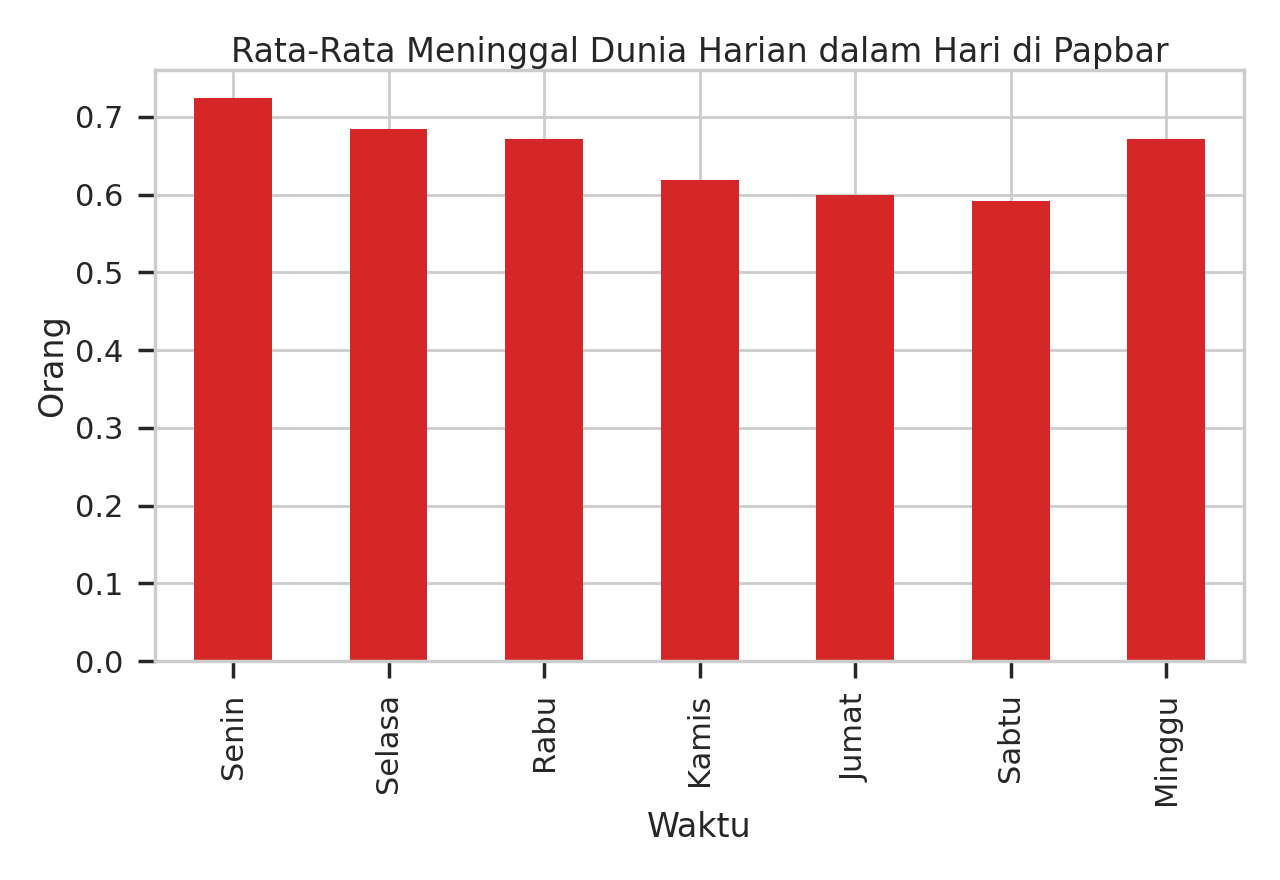 Rata-Rata Meninggal Dunia Harian dalam Hari di Papbar
0.7
0.6
0.5
0.4
0.3
0.2
0.1
0.0
Orang
Senin
Selasa
Rabu
Kamis
Jumat
Sabtu
Minggu
Waktu